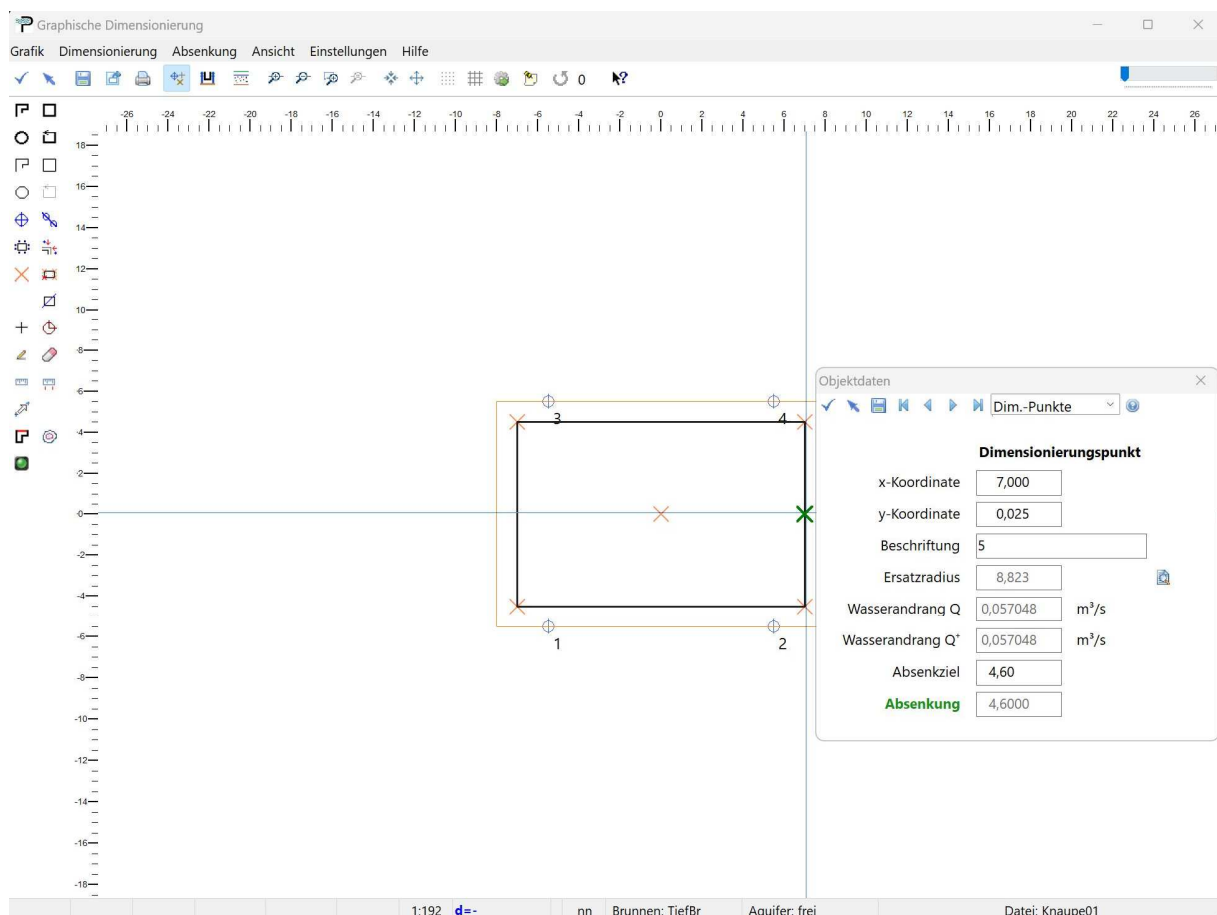 Graphische Dimensionierung
Grafik Dimensionierung Absenkung Ansicht Einstellungen Hilfe
0
-26 -24 -22 -20 -18 -16 -14 -12 -10 -8 -6 -4 -2 0 2 4 6 8 10 12 14 16 18 20 22 24 26
18
16
14
12
10
8
6
4
2
0
-2
-4
-6
-8
-10
-12
-14
-16
-18
3 4
1 2
Objektdaten
Dim.-Punkte
Dimensionierungspunkt
x-Koordinate 7,000
y-Koordinate 0,025
Beschriftung 5
Ersatzradius 8,823
Wasserandrang Q 0,057048 m³/s
Wasserandrang Q⁺ 0,057048 m³/s
Absenkziel 4,60
Absenkung 4,6000
1:192 d=- nn Brunnen: TiefBr Aquifer: frei Datei: Knaupe01